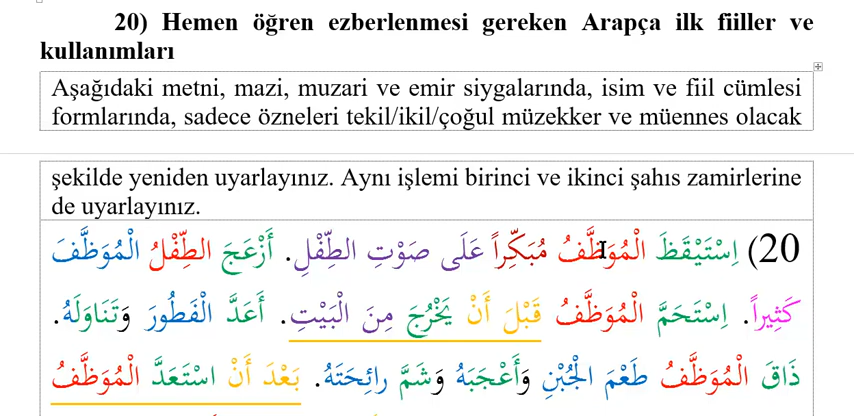 20) Hemen öğren ezberlenmesi gereken Arapça ilk fiiller ve
kullanımları
Aşağıdaki metni, mazi, muzari ve emir siygalarında, isim ve fiil cümlesi
formlarında, sadece özneleri tekil/ikil/çoğul müzekker ve müennes olacak
şekilde yeniden uyarlayınız. Aynı işlemi birinci ve ikinci şahıs zamirlerine
de uyarlayınız.
20) اِسْتَيْقَظَ الْمُوَظَّفُ مُبَكِّراً عَلَى صَوْتِ الطِّفْلِ. أَزْعَجَ الطِّفْلُ الْمُوَظَّفَ
كَثِيراً. اِسْتَحَمَّ الْمُوَظَّفُ قَبْلَ أَنْ يَخْرُجَ مِنَ الْبَيْتِ. أَعَدَّ الْفَطُورَ وَتَنَاوَلَهُ.
ذَاقَ الْمُوَظَّفُ طَعْمَ الْجُبْنِ وَأَعْجَبَهُ وَشَمَّ رائِحَتَهُ. بَعْدَ أَنْ اسْتَعَدَّ الْمُوَظَّفُ